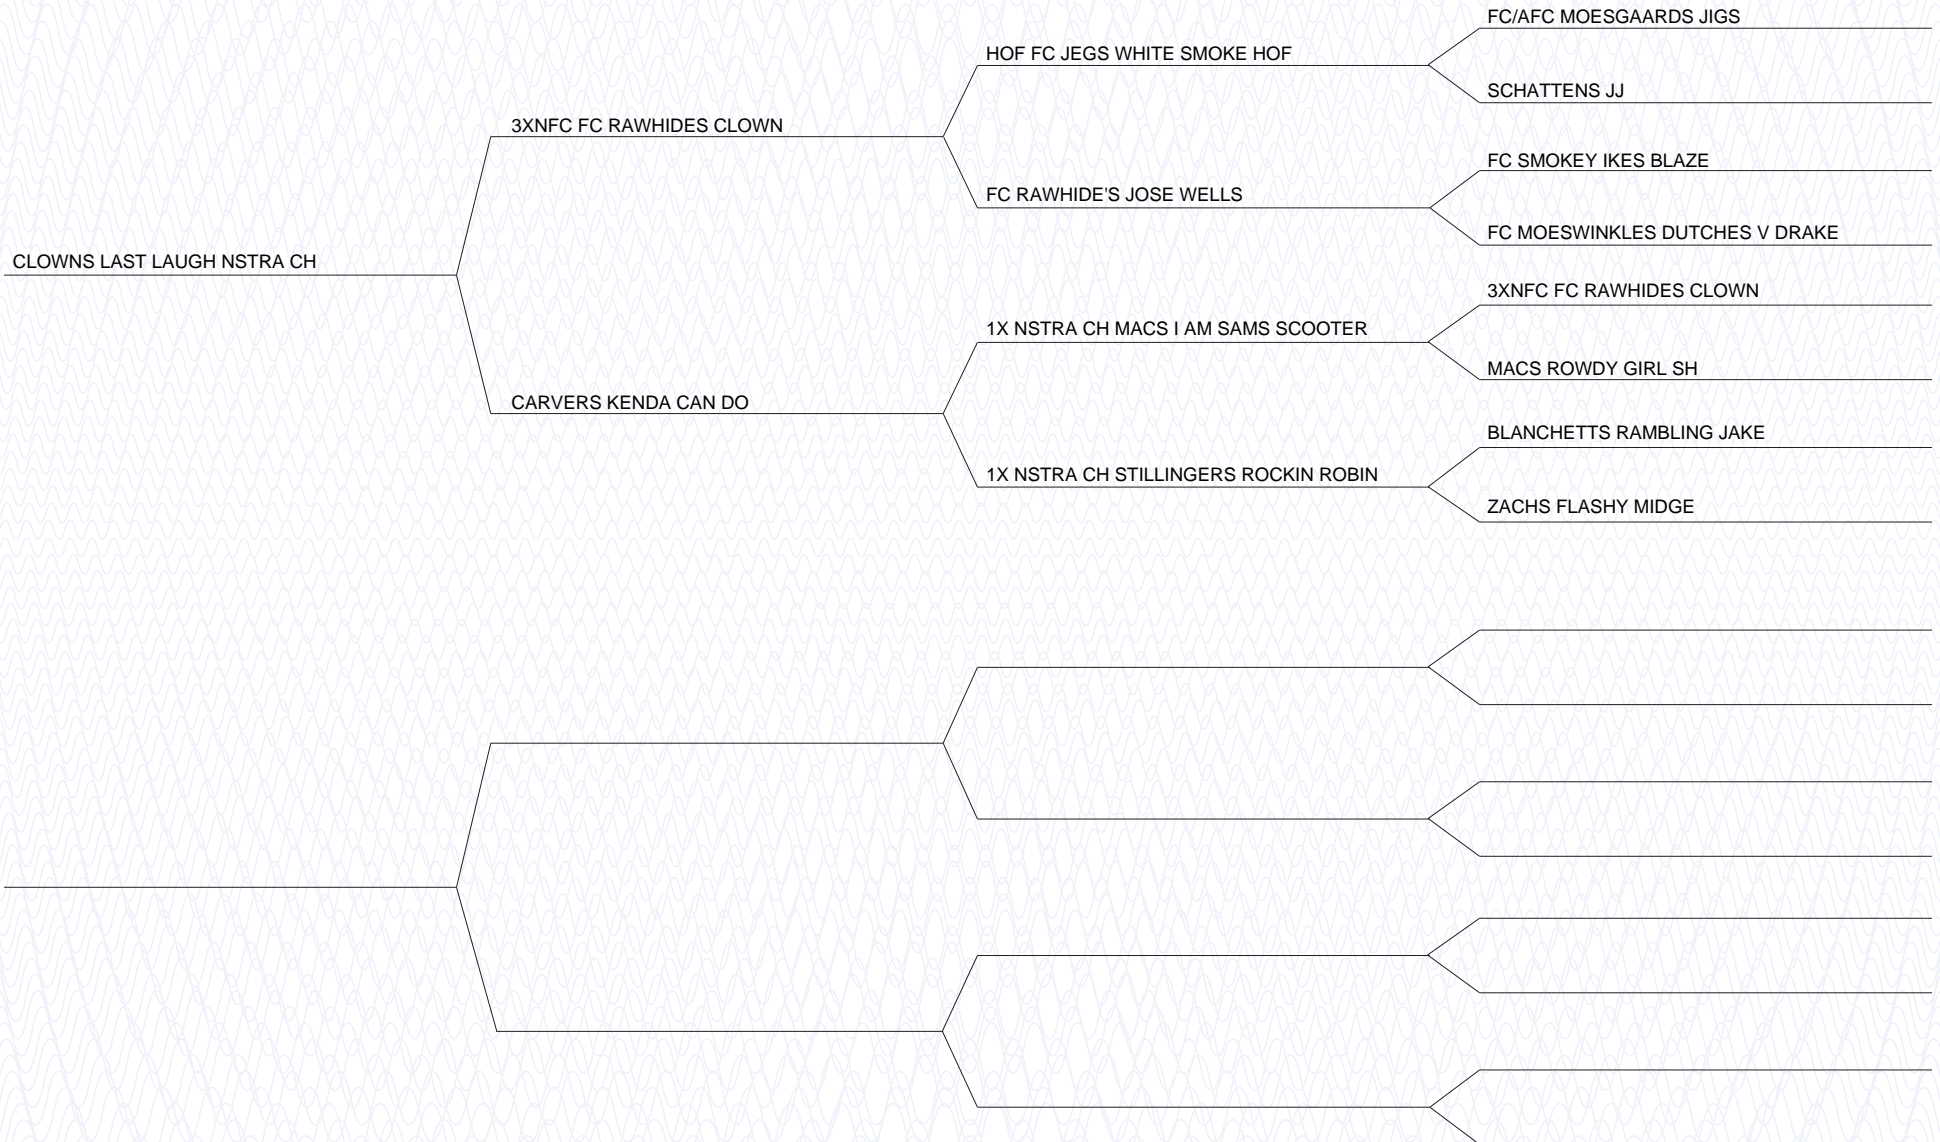 FC/AFC MOESGAARDS JIGS
HOF FC JEGS WHITE SMOKE HOF
SCHATTENS JJ
3XNFC FC RAWHIDES CLOWN
FC SMOKEY IKES BLAZE
FC RAWHIDE'S JOSE WELLS
FC MOESWINKLES DUTCHES V DRAKE
CLOWNS LAST LAUGH NSTRA CH
3XNFC FC RAWHIDES CLOWN
1X NSTRA CH MACS I AM SAMS SCOOTER
MACS ROWDY GIRL SH
CARVERS KENDA CAN DO
BLANCHETTS RAMBLING JAKE
1X NSTRA CH STILLINGERS ROCKIN ROBIN
ZACHS FLASHY MIDGE